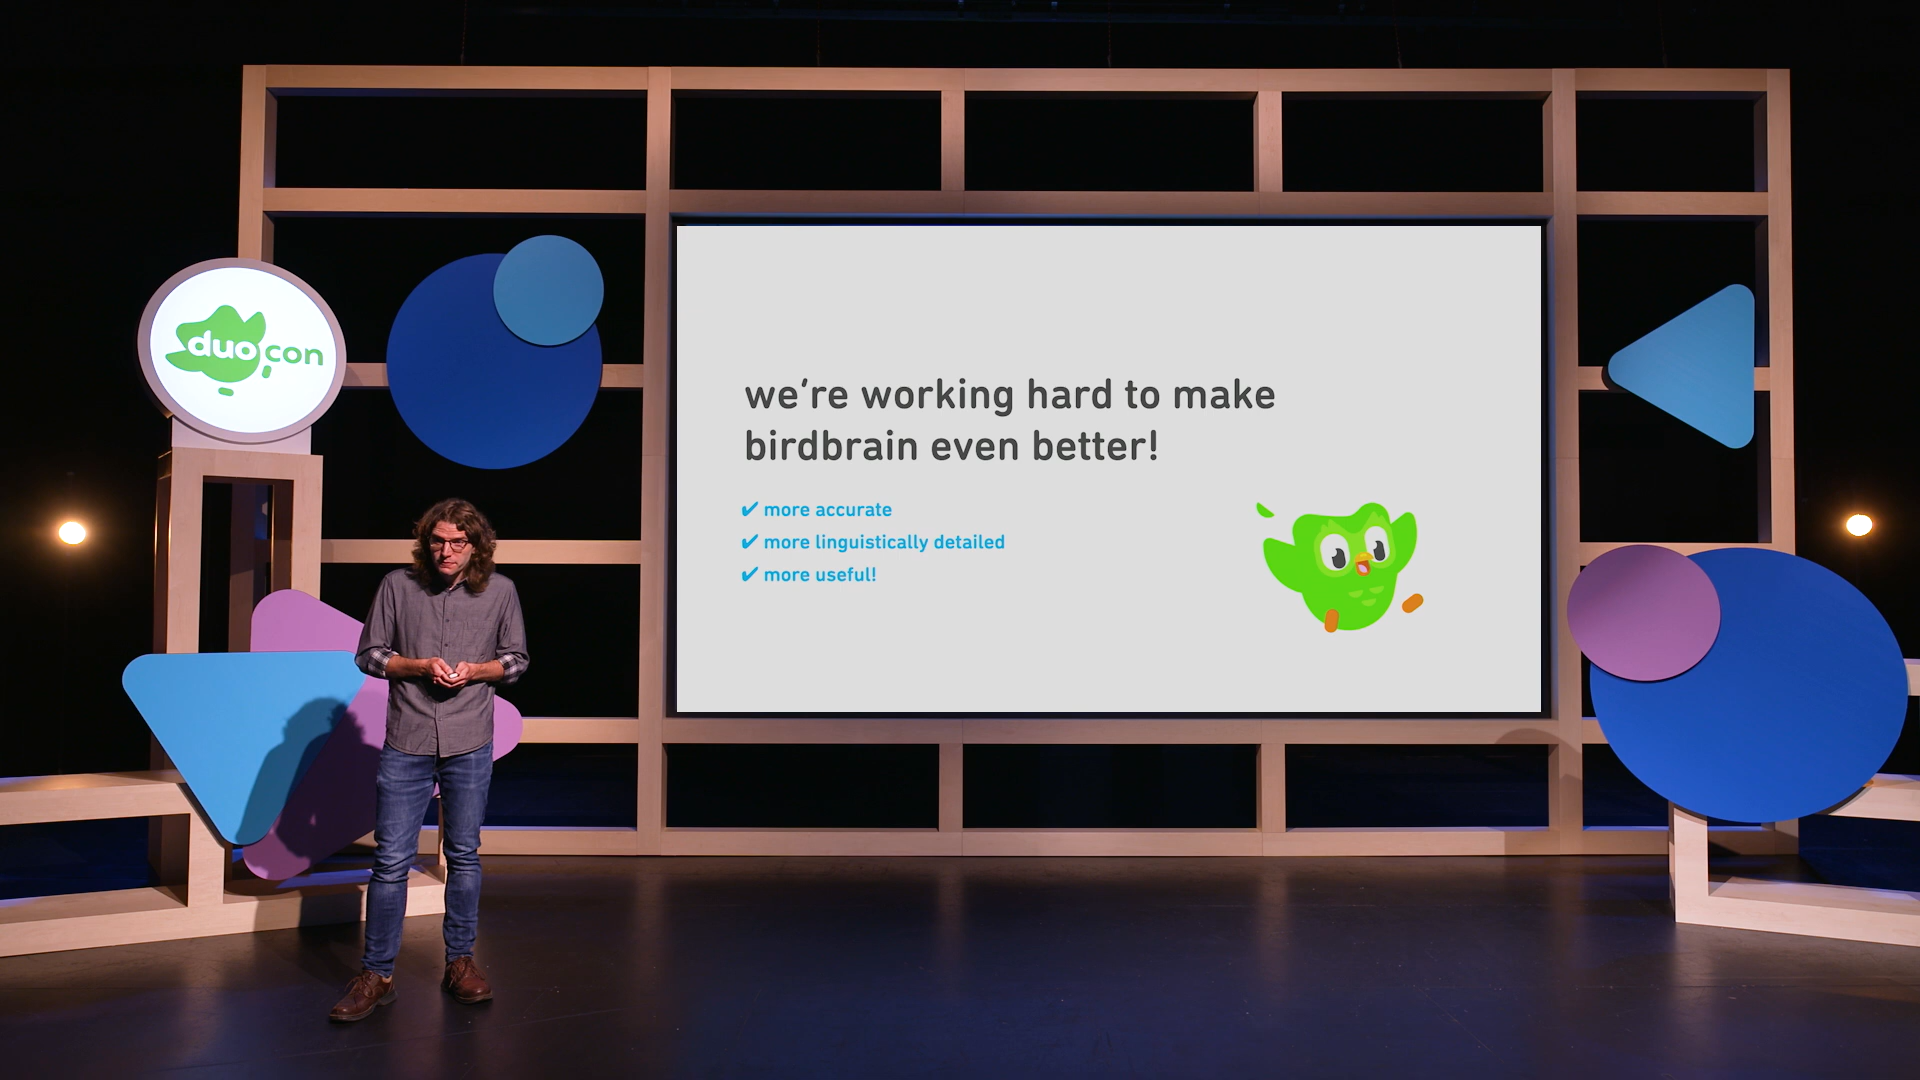 duocon
we're working hard to make
birdbrain even better!
✔ more accurate
✔ more linguistically detailed
✔ more useful!